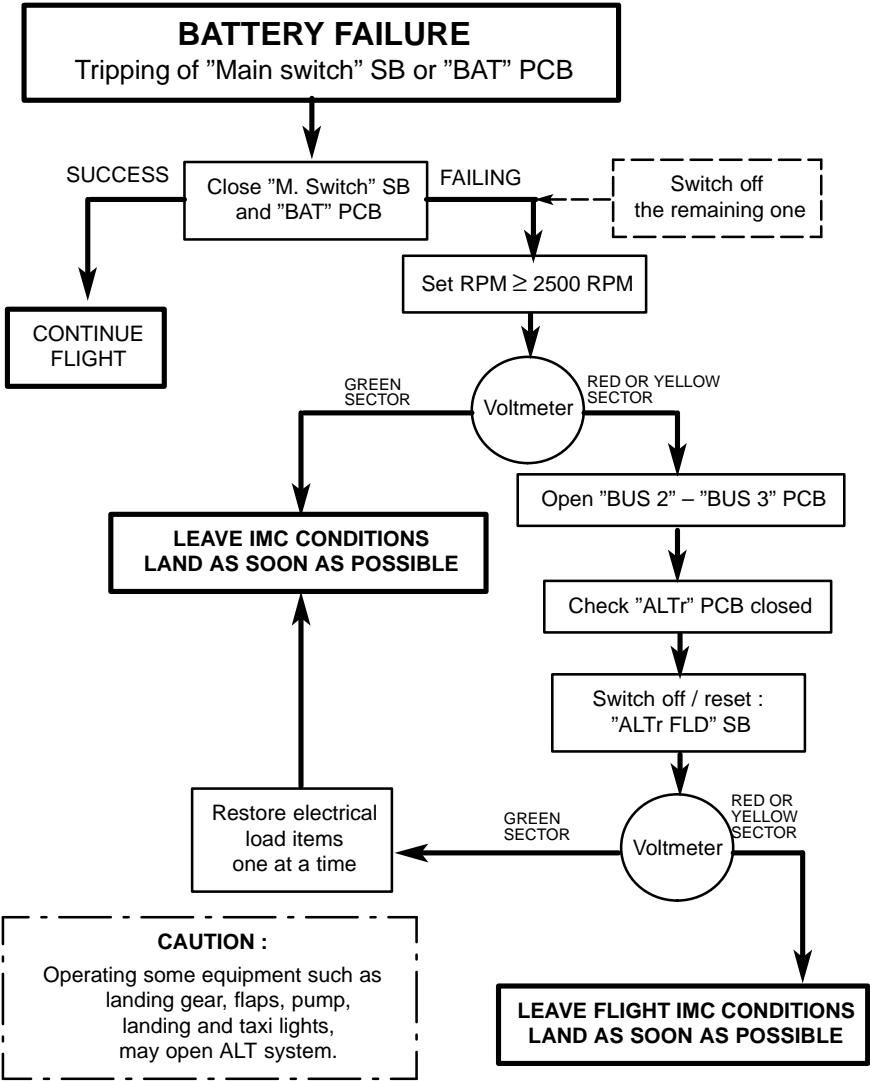 BATTERY FAILURE
Tripping of ”Main switch” SB or ”BAT” PCB
SUCCESS
Close ”M. Switch” SB
and ”BAT” PCB
FAILING
Switch off
the remaining one
Set RPM ≥ 2500 RPM
CONTINUE
FLIGHT
GREEN
SECTOR
Voltmeter
RED OR YELLOW
SECTOR
Open ”BUS 2” – ”BUS 3” PCB
LEAVE IMC CONDITIONS
LAND AS SOON AS POSSIBLE
Check ”ALTr” PCB closed
Switch off / reset :
”ALTr FLD” SB
Restore electrical
load items
one at a time
GREEN
SECTOR
Voltmeter
RED OR
YELLOW
SECTOR
CAUTION :
Operating some equipment such as
landing gear, flaps, pump,
landing and taxi lights,
may open ALT system.
LEAVE FLIGHT IMC CONDITIONS
LAND AS SOON AS POSSIBLE